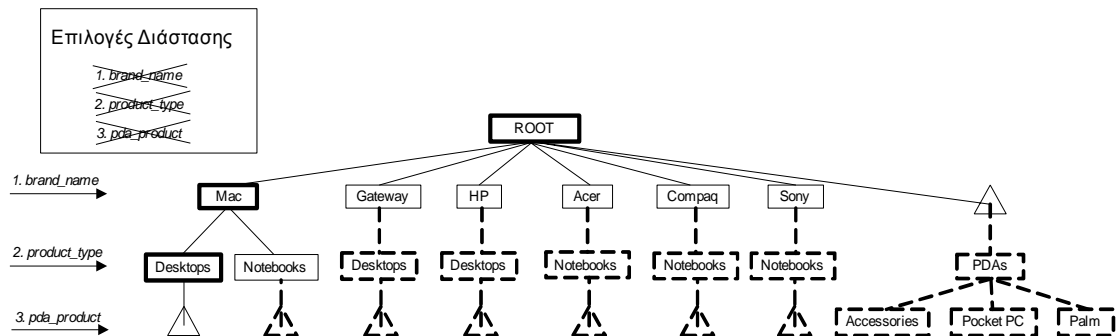 Επιλογές Διάστασης
1. brand_name
2. product_type
3. pda_product
ROOT
1. brand_name
Mac
Gateway
HP
Acer
Compaq
Sony
2. product_type
Desktops
Notebooks
Desktops
Desktops
Notebooks
Notebooks
Notebooks
PDAs
3. pda_product
Accessories
Pocket PC
Palm